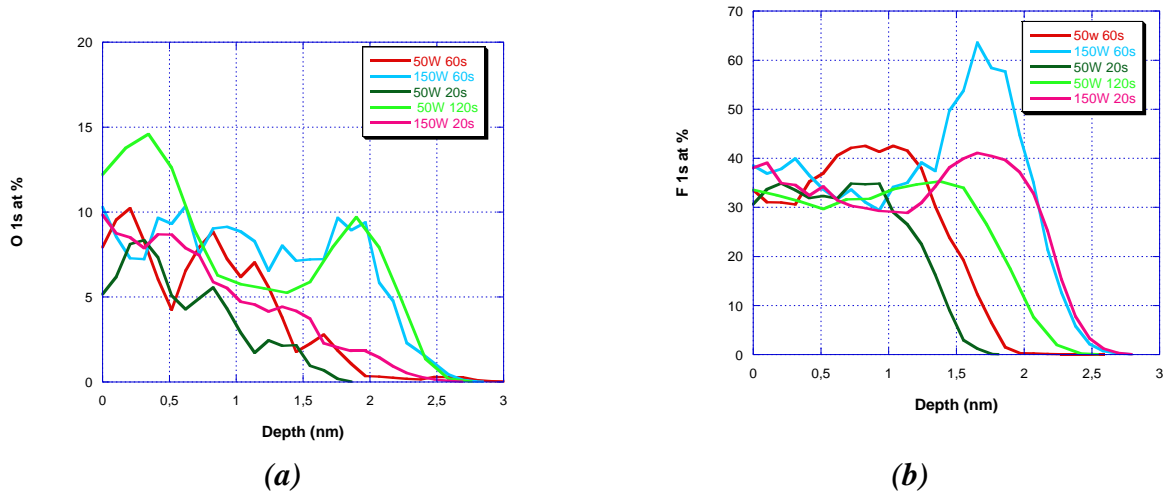 20
15
10
5
0
O 1s at %
50W 60s
150W 60s
50W 20s
50W 120s
150W 20s
0 0,5 1 1,5 2 2,5 3
Depth (nm)
(a)
70
60
50
40
30
20
10
0
F 1s at %
50w 60s
150W 60s
50W 20s
50W 120s
150W 20s
0 0,5 1 1,5 2 2,5 3
Depth (nm)
(b)